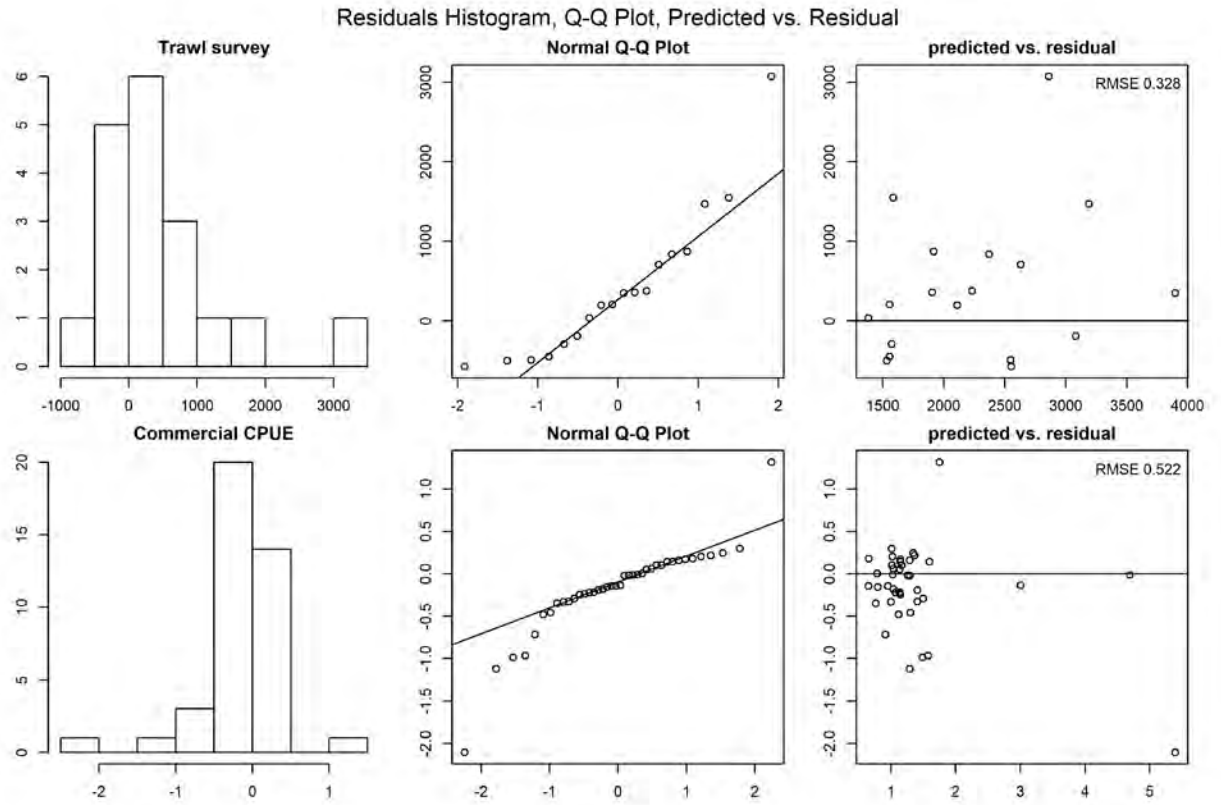 Residuals Histogram, Q-Q Plot, Predicted vs. Residual
Trawl survey
0 1 2 3 4 5 6
-1000 0 1000 2000 3000
Normal Q-Q Plot
0 1000 2000 3000
-2 -1 0 1 2
predicted vs. residual
RMSE 0.328
0 1000 2000 3000
1500 2000 2500 3000 3500 4000
Commercial CPUE
0 5 10 15 20
-2 -1 0 1
Normal Q-Q Plot
-2.0 -1.5 -1.0 -0.5 0.0 0.5 1.0
-2 -1 0 1 2
predicted vs. residual
RMSE 0.522
-2.0 -1.5 -1.0 -0.5 0.0 0.5 1.0
1 2 3 4 5